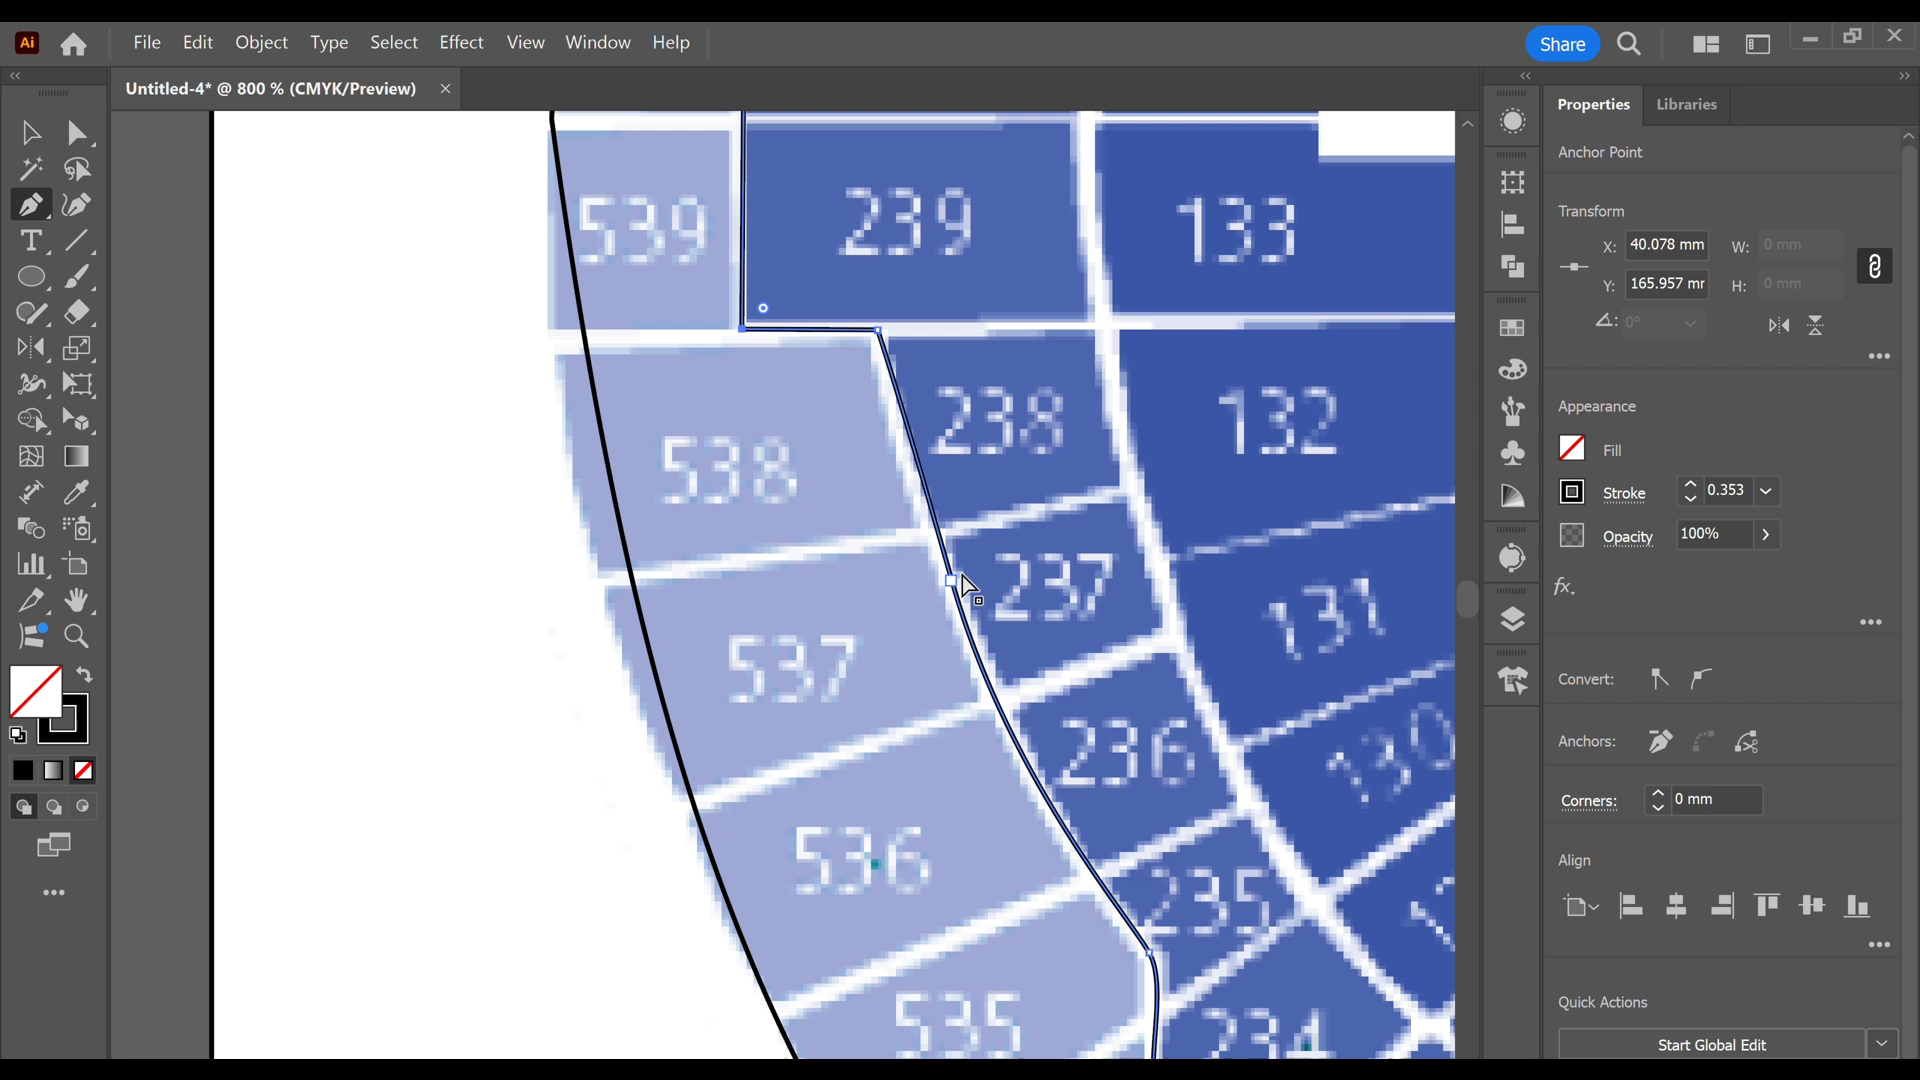 Ai File Edit Object Type Select Effect View Window Help Share
Untitled-4* @ 800 % (CMYK/Preview)
Properties Libraries
Anchor Point
Transform
X: 40.078 mm W: 0 mm
Y: 165.957 mr H: 0 mm
0°
Appearance
Fill
Stroke 0.353
Opacity 100%
fx.
Convert:
Anchors:
Corners: 0 mm
Align
Quick Actions
Start Global Edit
539 239 133
538 238 132
537 237 131
536 236 130
535 235
234